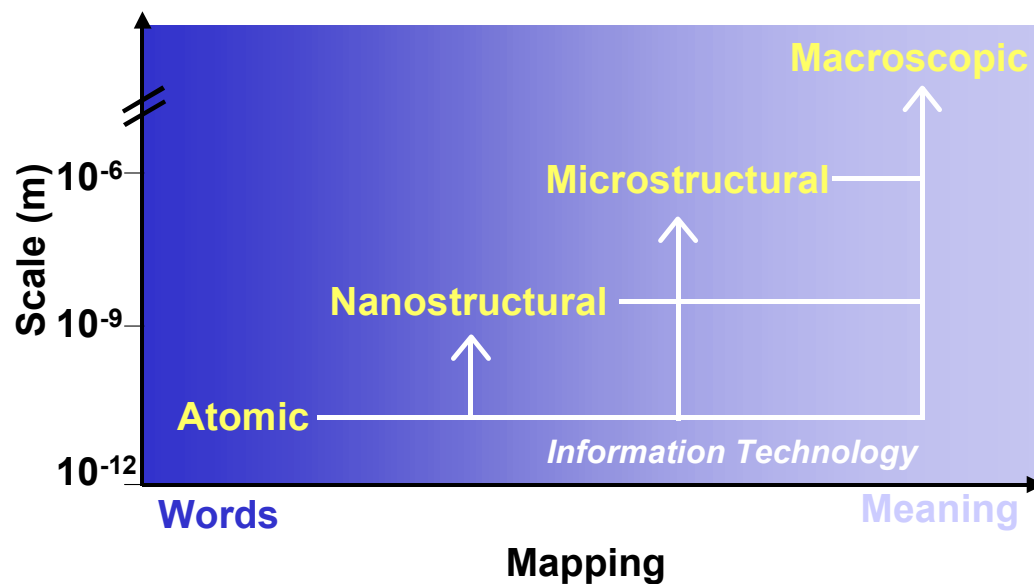 Macroscopic
10-6
Microstructural
Scale (m)
Nanostructural
10-9
Atomic
Information Technology
10-12
Words
Meaning
Mapping